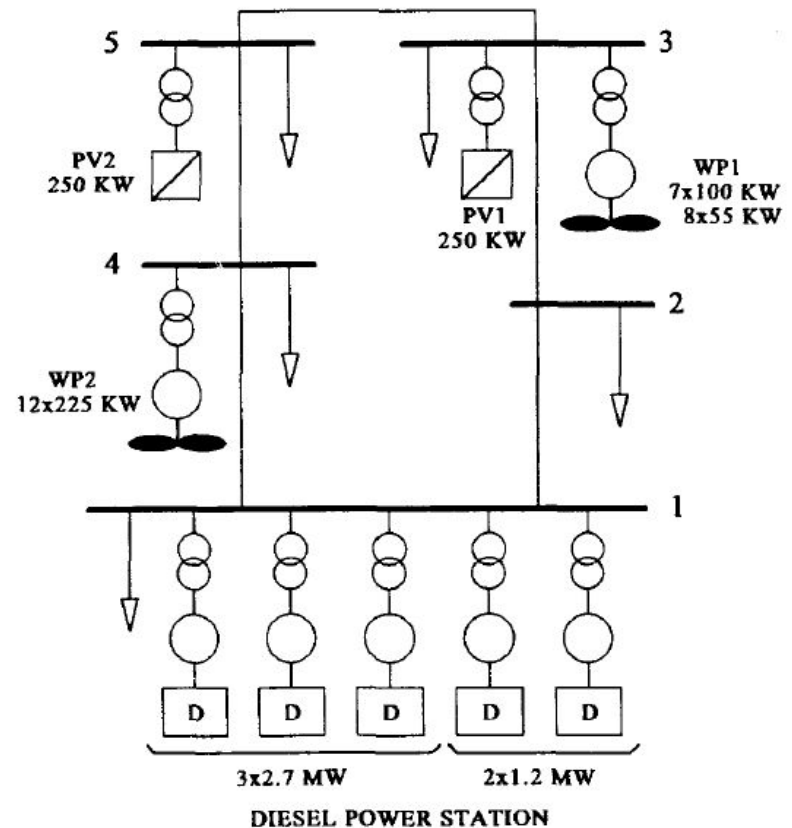 5
3
PV2
250 KW
PV1
250 KW
WP1
7x100 KW
8x55 KW
4
2
WP2
12x225 KW
1
D
D
D
D
D
3x2.7 MW
2x1.2 MW
DIESEL POWER STATION